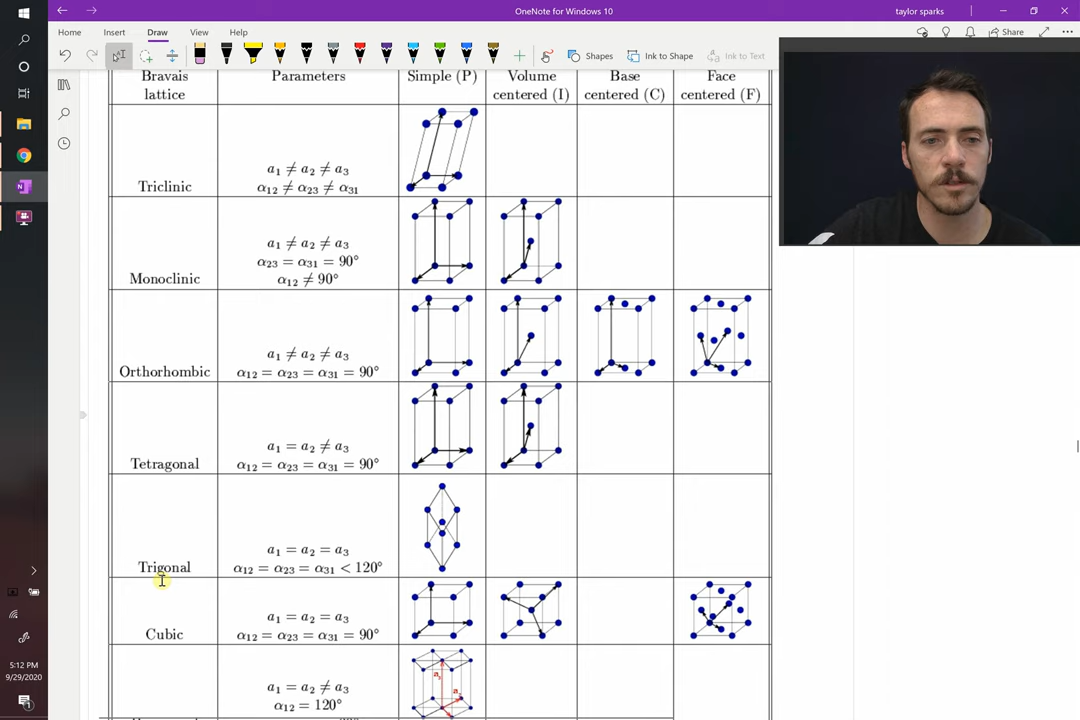 OneNote for Windows 10
taylor sparks
Home Insert Draw View Help
Share
Shapes
Ink to Shape
Ink to Text
Bravais
lattice
Parameters
Simple (P)
Volume
centered (I)
Base
centered (C)
Face
centered (F)
Triclinic
a₁ ≠ a₂ ≠ a₃
α₁₂ ≠ α₂₃ ≠ α₃₁
Monoclinic
a₁ ≠ a₂ ≠ a₃
α₂₃ = α₃₁ = 90°
α₁₂ ≠ 90°
Orthorhombic
a₁ ≠ a₂ ≠ a₃
α₁₂ = α₂₃ = α₃₁ = 90°
Tetragonal
a₁ = a₂ ≠ a₃
α₁₂ = α₂₃ = α₃₁ = 90°
Trigonal
a₁ = a₂ = a₃
α₁₂ = α₂₃ = α₃₁ < 120°
Cubic
a₁ = a₂ = a₃
α₁₂ = α₂₃ = α₃₁ = 90°
a₁ = a₂ ≠ a₃
α₁₂ = 120°
5:12 PM
9/29/2020